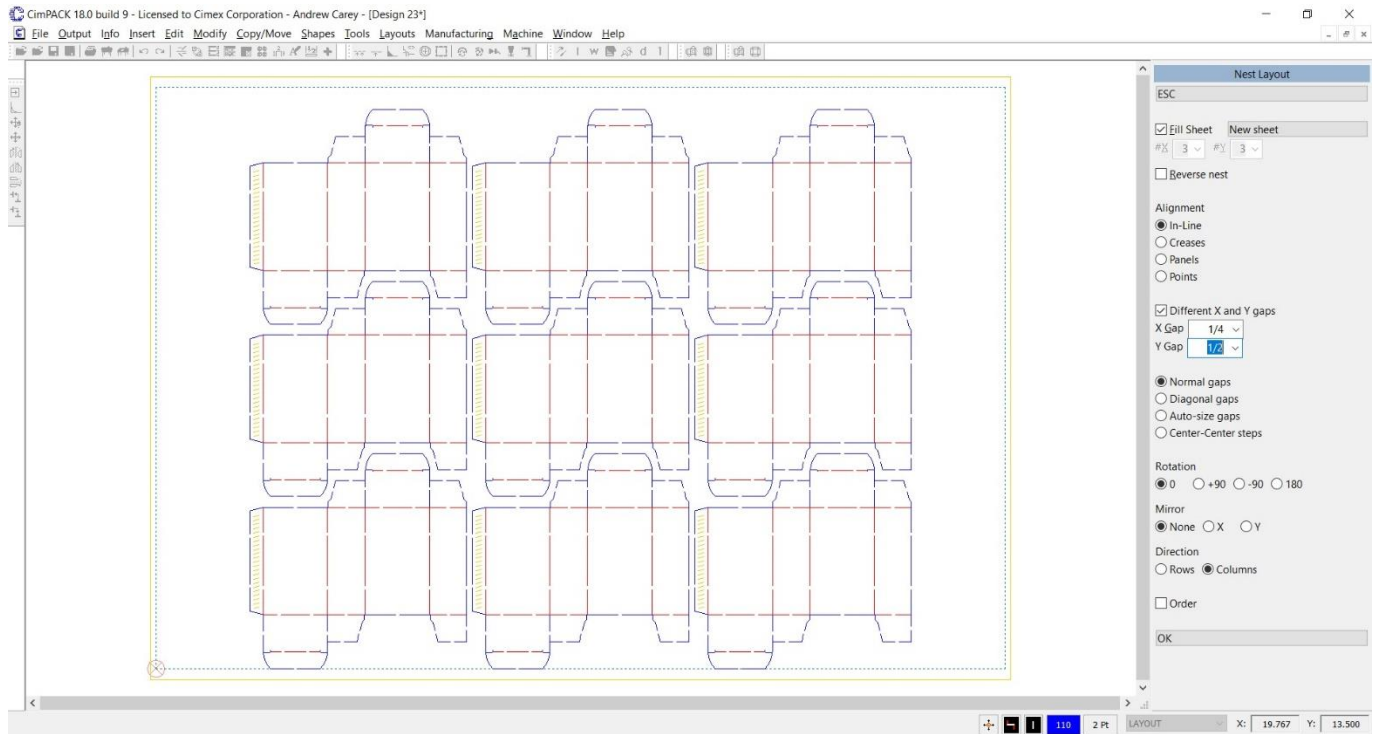 CimPACK 18.0 build 9 - Licensed to Cimex Corporation - Andrew Carey - [Design 23*]
File Output Info Insert Edit Modify Copy/Move Shapes Tools Layouts Manufacturing Machine Window Help
Nest Layout
ESC
Fill Sheet New sheet
#X 3 #Y 3
Reverse nest
Alignment
In-Line
Creases
Panels
Points
Different X and Y gaps
X Gap 1/4
Y Gap 1/2
Normal gaps
Diagonal gaps
Auto-size gaps
Center-Center steps
Rotation
0 +90 -90 180
Mirror
None X Y
Direction
Rows Columns
Order
OK
110 2 Pt LAYOUT X: 19.767 Y: 13.500